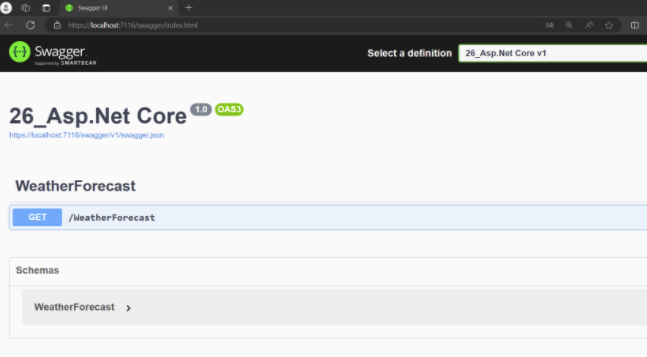 Swagger UI
https://localhost:7116/swagger/index.html
Swagger.
Supported by SMARTBEAR
Select a definition
26_Asp.Net Core v1
26_Asp.Net Core 1.0 OAS3
https://localhost:7116/swagger/v1/swagger.json
WeatherForecast
GET /WeatherForecast
Schemas
WeatherForecast